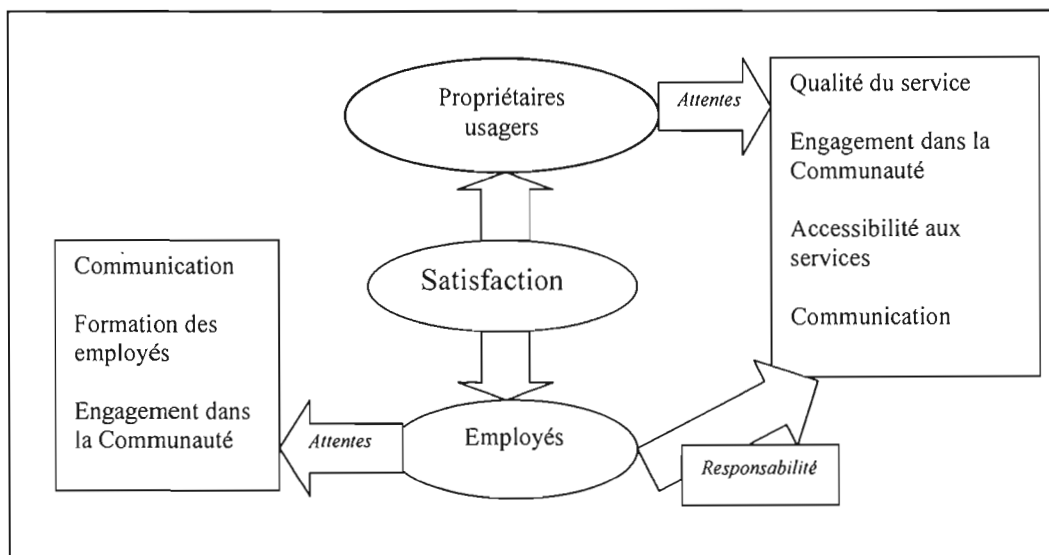 Propriétaires
usagers
Attentes
Qualité du service
Engagement dans la
Communauté
Accessibilité aux
services
Communication
Satisfaction
Communication
Formation des
employés
Engagement dans
la Communauté
Attentes
Employés
Responsabilité